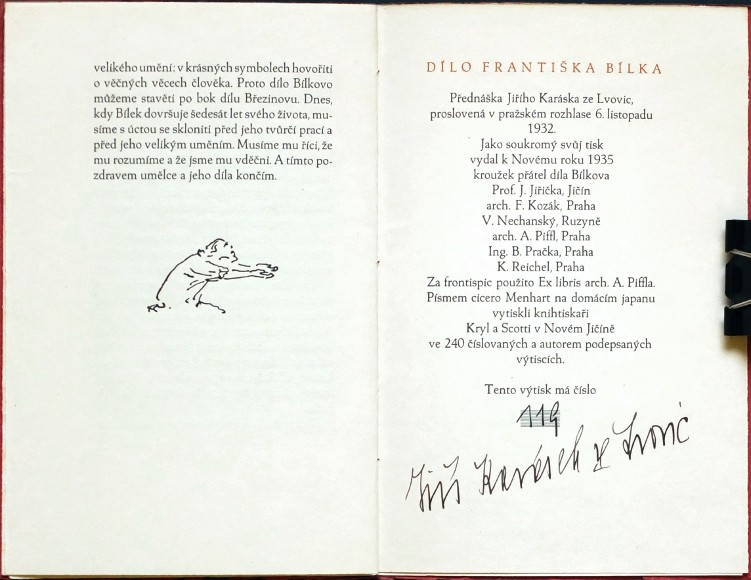 velikého umění: v krásných symbolech hovořiti
o věčných věcech člověka. Proto dílo Bílkovo
můžeme stavěti po bok dílu Březinovu. Dnes,
kdy Bílek dovršuje šedesát let svého života, mu-
síme s úctou se skloniti před jeho tvůrčí prací a
před jeho velikým uměním. Musíme mu říci, že
mu rozumíme a že jsme mu vděčni. A tímto po-
zdravem umělce a jeho díla končím.
DÍLO FRANTIŠKA BÍLKA
Přednáška Jiřího Karáska ze Lvovic,
proslovená v pražském rozhlase 6. listopadu
1932.
Jako soukromý svůj tisk
vydal k Novému roku 1935
kroužek přátel díla Bílkova
Prof. J. Jiřička, Jičín
arch. F. Kozák, Praha
V. Nechanský, Ruzyně
arch. A. Piffl, Praha
Ing. B. Pračka, Praha
K. Reichel, Praha
Za frontispic použito Ex libris arch. A. Piffla.
Písmem cicero Menhart na domácím japanu
vytiskli knihtiskaři
Kryl a Scotti v Novém Jičíně
ve 240 číslovaných a autorem podepsaných
výtiscích.
Tento výtisk má číslo
119
Jiří Karásek ze Lvovic